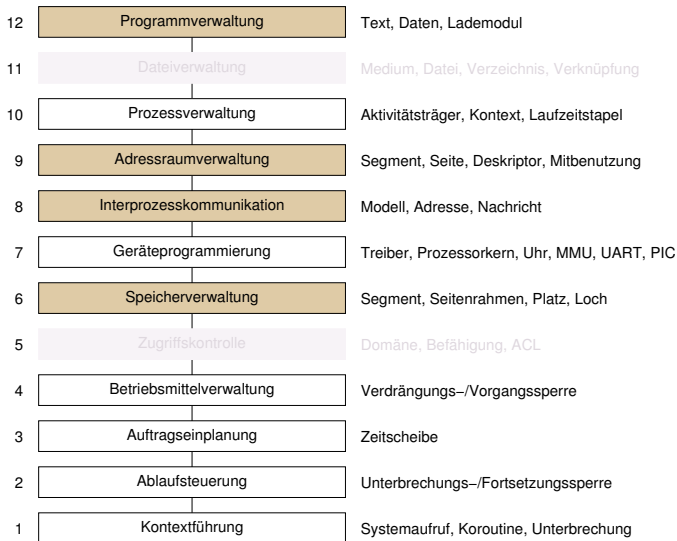 12 Programmverwaltung Text, Daten, Lademodul
11 Dateiverwaltung Medium, Datei, Verzeichnis, Verknüpfung
10 Prozessverwaltung Aktivitätsträger, Kontext, Laufzeitstapel
9 Adressraumverwaltung Segment, Seite, Deskriptor, Mitbenutzung
8 Interprozesskommunikation Modell, Adresse, Nachricht
7 Geräteprogrammierung Treiber, Prozessorkern, Uhr, MMU, UART, PIC
6 Speicherverwaltung Segment, Seitenrahmen, Platz, Loch
5 Zugriffskontrolle Domäne, Befähigung, ACL
4 Betriebsmittelverwaltung Verdrängungs−/Vorgangssperre
3 Auftragseinplanung Zeitscheibe
2 Ablaufsteuerung Unterbrechungs−/Fortsetzungssperre
1 Kontextführung Systemaufruf, Koroutine, Unterbrechung